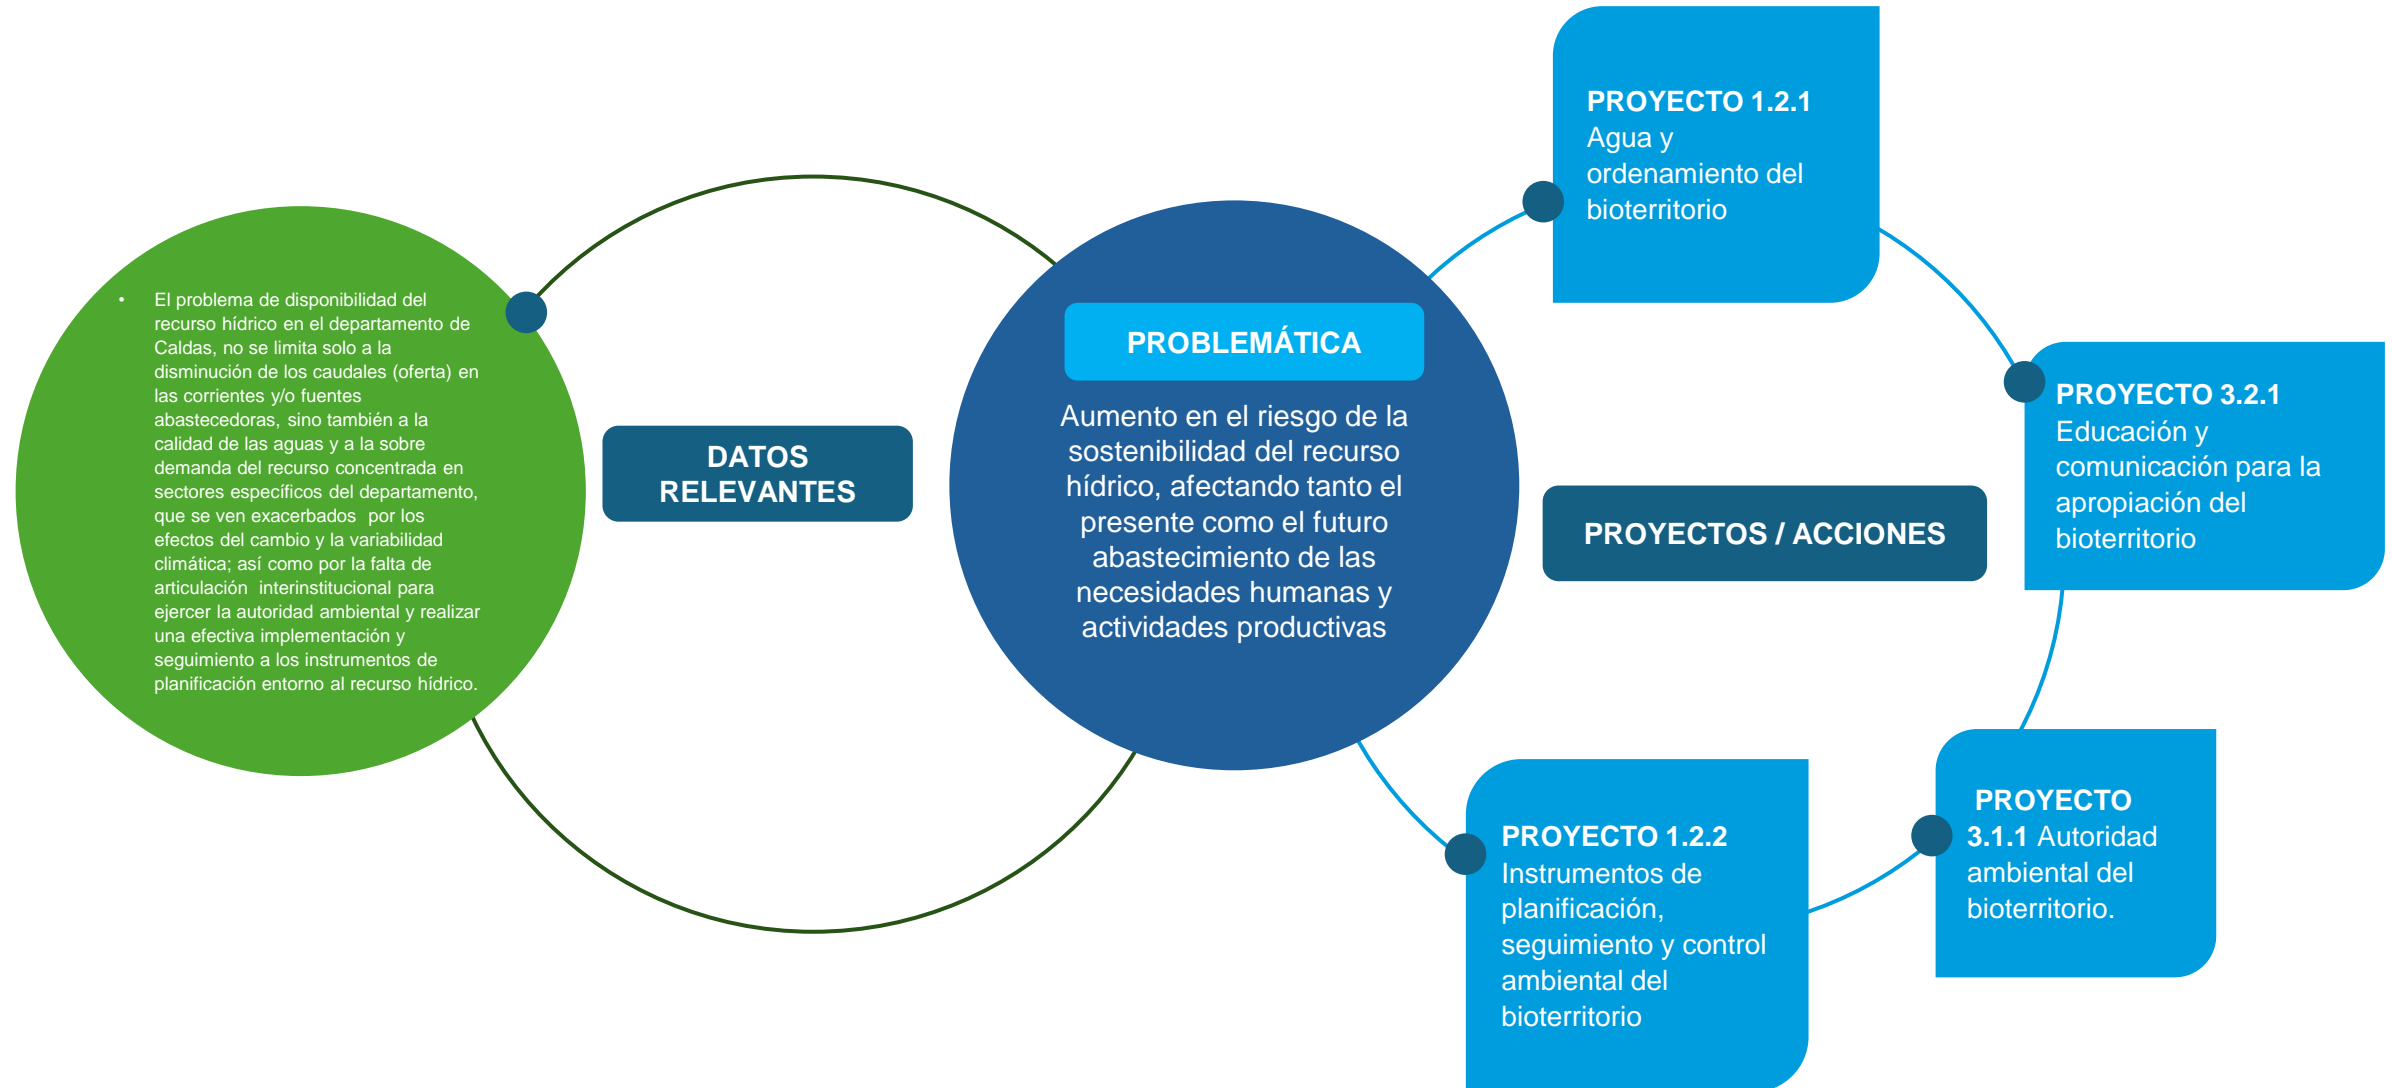 • El problema de disponibilidad del
recurso hídrico en el departamento de
Caldas, no se limita solo a la
disminución de los caudales (oferta) en
las corrientes y/o fuentes
abastecedoras, sino también a la
calidad de las aguas y a la sobre
demanda del recurso concentrada en
sectores específicos del departamento,
que se ven exacerbados por los
efectos del cambio y la variabilidad
climática; así como por la falta de
articulación interinstitucional para
ejercer la autoridad ambiental y realizar
una efectiva implementación y
seguimiento a los instrumentos de
planificación entorno al recurso hídrico.
DATOS
RELEVANTES
PROBLEMÁTICA
Aumento en el riesgo de la
sostenibilidad del recurso
hídrico, afectando tanto el
presente como el futuro
abastecimiento de las
necesidades humanas y
actividades productivas
PROYECTOS / ACCIONES
PROYECTO 1.2.1
Agua y
ordenamiento del
bioterritorio
PROYECTO 3.2.1
Educación y
comunicación para la
apropiación del
bioterritorio
PROYECTO
3.1.1 Autoridad
ambiental del
bioterritorio.
PROYECTO 1.2.2
Instrumentos de
planificación,
seguimiento y control
ambiental del
bioterritorio